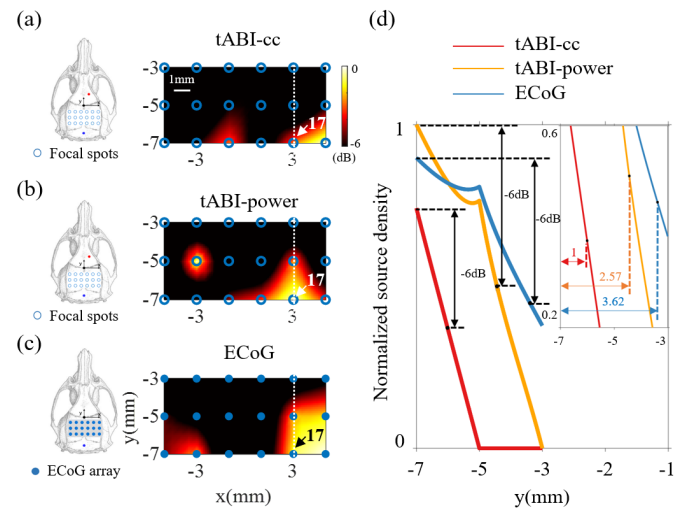 (a)
tABI-cc
-3
-5
-7
1mm
17
-3
3
0
-6
(dB)
y
x
Focal spots
(b)
tABI-power
-3
-5
-7
17
-3
3
y
x
Focal spots
(c)
ECoG
-3
-5
-7
17
-3
3
y(mm)
x(mm)
y
x
ECoG array
(d)
tABI-cc
tABI-power
ECoG
Normalized source density
1
0
-6dB
-6dB
-6dB
0.6
0.2
1
2.57
3.62
-7
-5
-3
-1
-7
-5
-3
-1
y(mm)